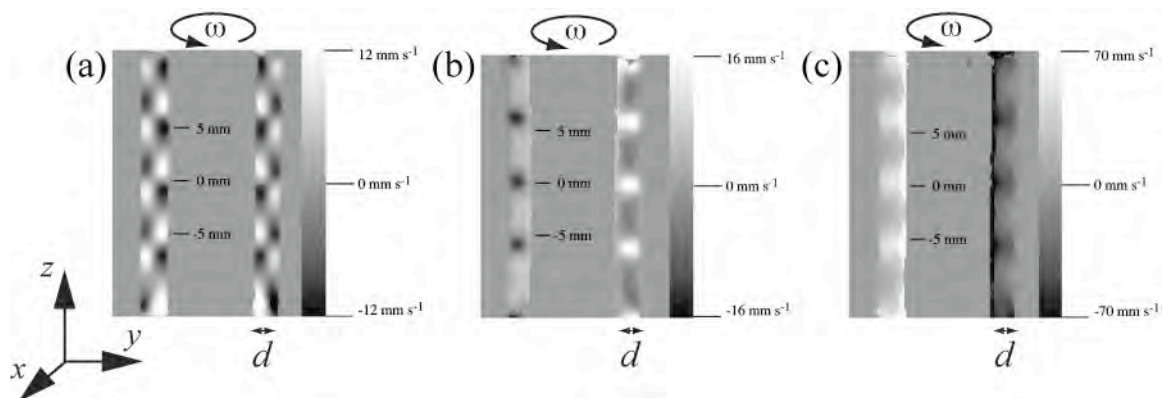 (a)
ω
12 mm s-1
5 mm
0 mm
0 mm s-1
-5 mm
-12 mm s-1
d
(b)
ω
16 mm s-1
5 mm
0 mm
0 mm s-1
-5 mm
-16 mm s-1
d
(c)
ω
70 mm s-1
5 mm
0 mm
0 mm s-1
-5 mm
-70 mm s-1
d
z
y
x